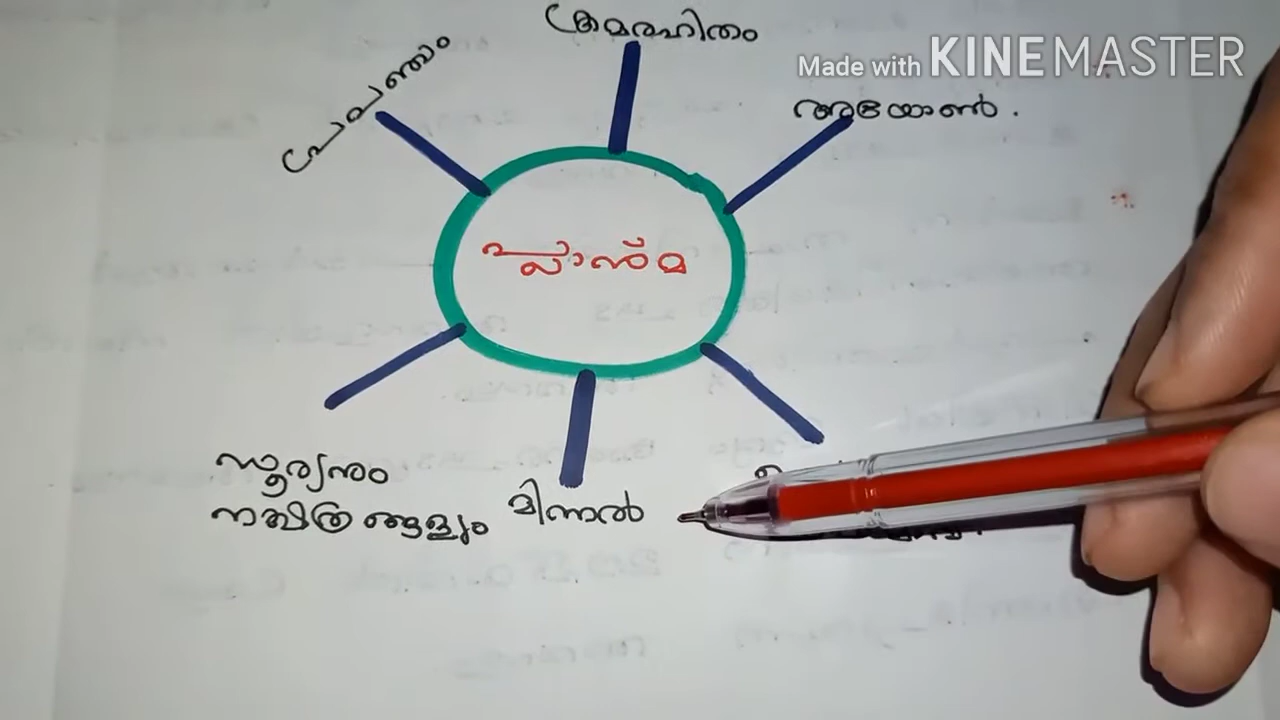 ക്രമരഹിതം
Made with KINEMASTER
പ്രപഞ്ചം
അയോൺ.
പ്ലാസ്മ
സൂര്യനും
നക്ഷത്രങ്ങളും
മിന്നൽ